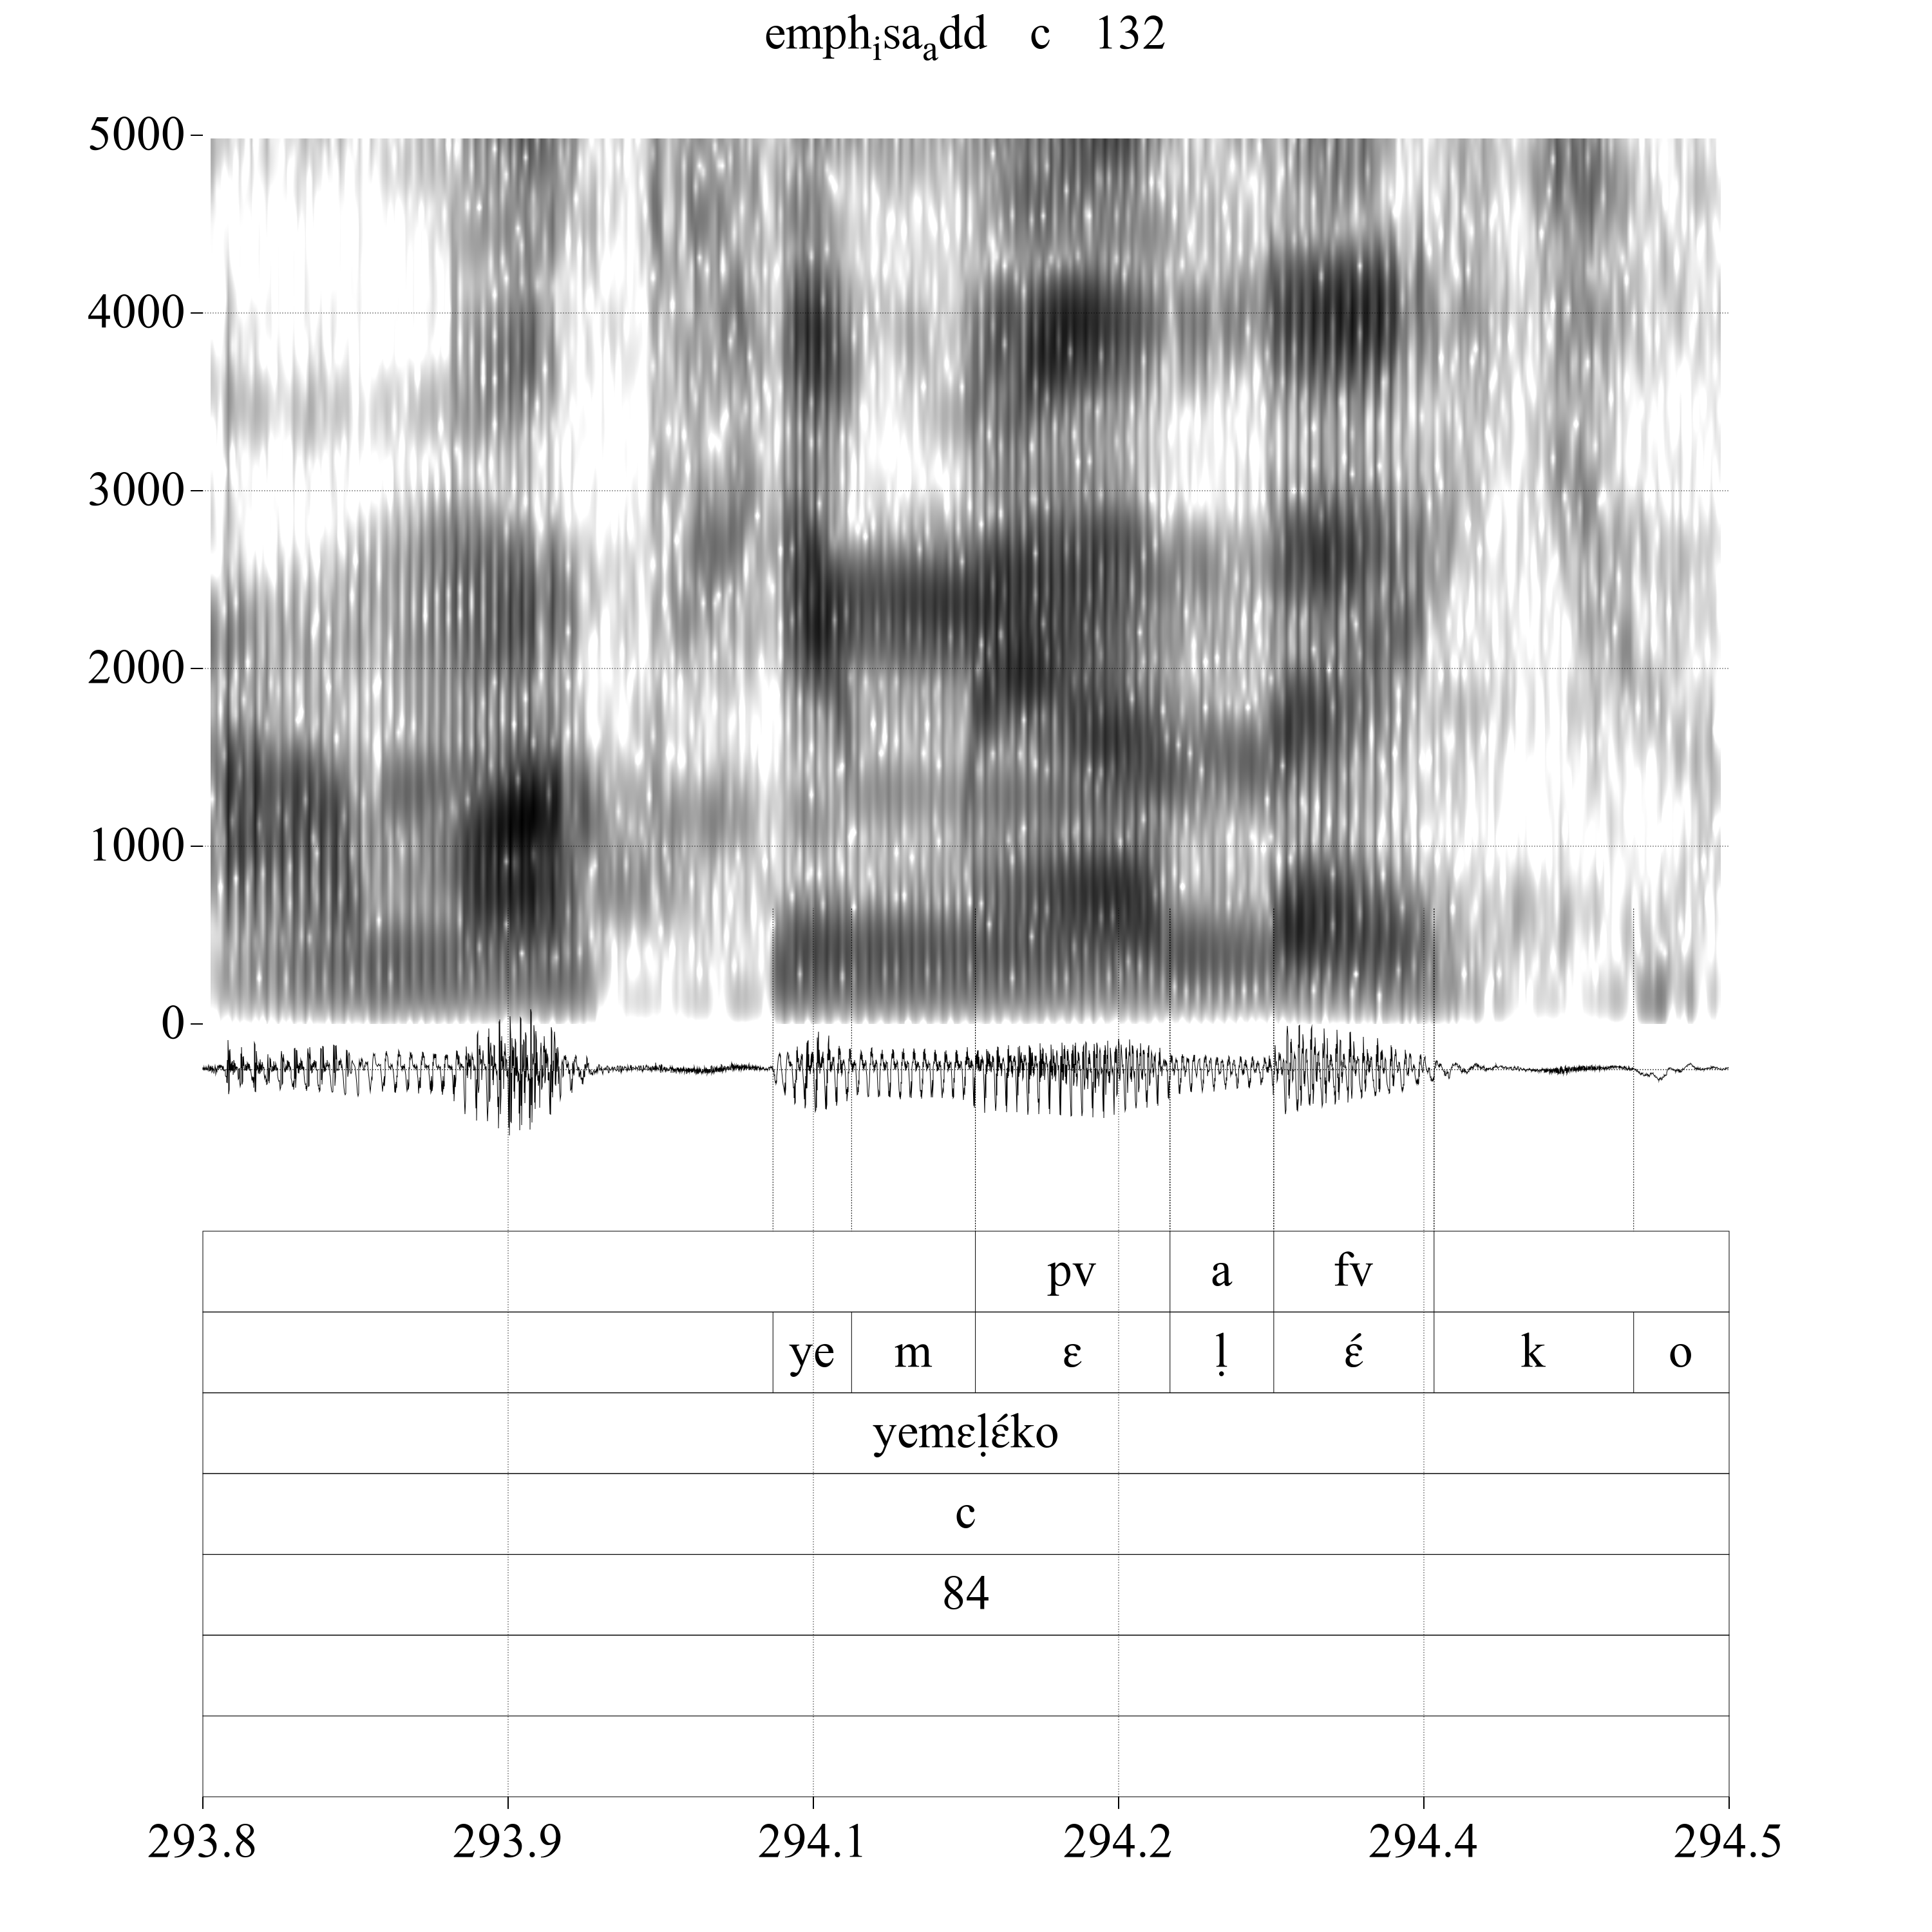 emphisaadd c 132
5000
4000
3000
2000
1000
0
pv a fv
ye m ɛ ḷ ɛ́ k o
yemɛḷɛ́ko
c
84
293.8 293.9 294.1 294.2 294.4 294.5